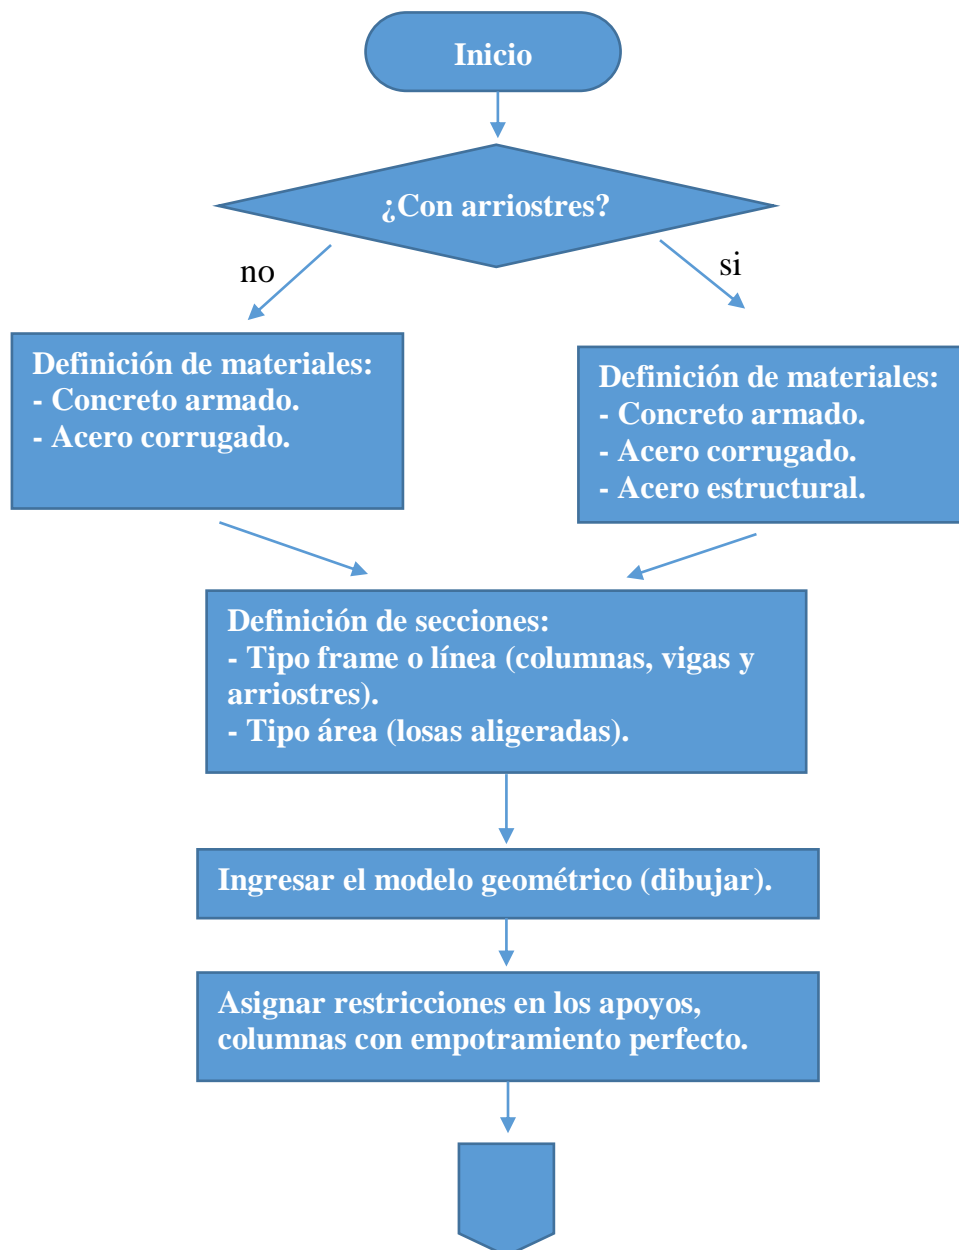 Inicio
¿Con arriostres?
no
si
Definición de materiales:
- Concreto armado.
- Acero corrugado.
Definición de materiales:
- Concreto armado.
- Acero corrugado.
- Acero estructural.
Definición de secciones:
- Tipo frame o línea (columnas, vigas y
arriostres).
- Tipo área (losas aligeradas).
Ingresar el modelo geométrico (dibujar).
Asignar restricciones en los apoyos,
columnas con empotramiento perfecto.